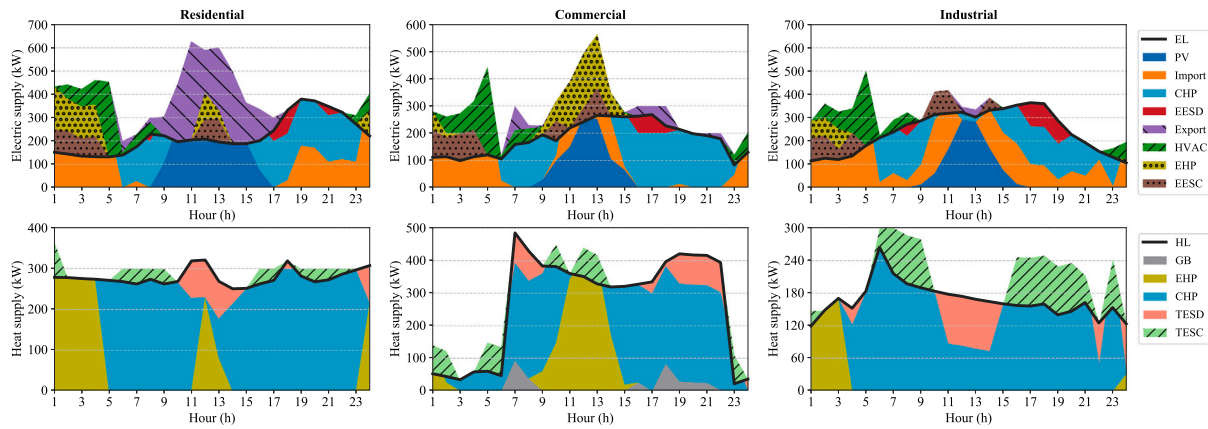 Residential
Electric supply (kW)
700
600
500
400
300
200
100
0
1 3 5 7 9 11 13 15 17 19 21 23
Hour (h)
Commercial
Electric supply (kW)
600
500
400
300
200
100
0
1 3 5 7 9 11 13 15 17 19 21 23
Hour (h)
Industrial
Electric supply (kW)
700
600
500
400
300
200
100
0
1 3 5 7 9 11 13 15 17 19 21 23
Hour (h)
EL
PV
Import
CHP
EESD
Export
HVAC
EHP
EESC
Heat supply (kW)
400
300
200
100
0
1 3 5 7 9 11 13 15 17 19 21 23
Hour (h)
Heat supply (kW)
500
400
300
200
100
0
1 3 5 7 9 11 13 15 17 19 21 23
Hour (h)
Heat supply (kW)
300
240
180
120
60
0
1 3 5 7 9 11 13 15 17 19 21 23
Hour (h)
HL
GB
EHP
CHP
TESD
TESC